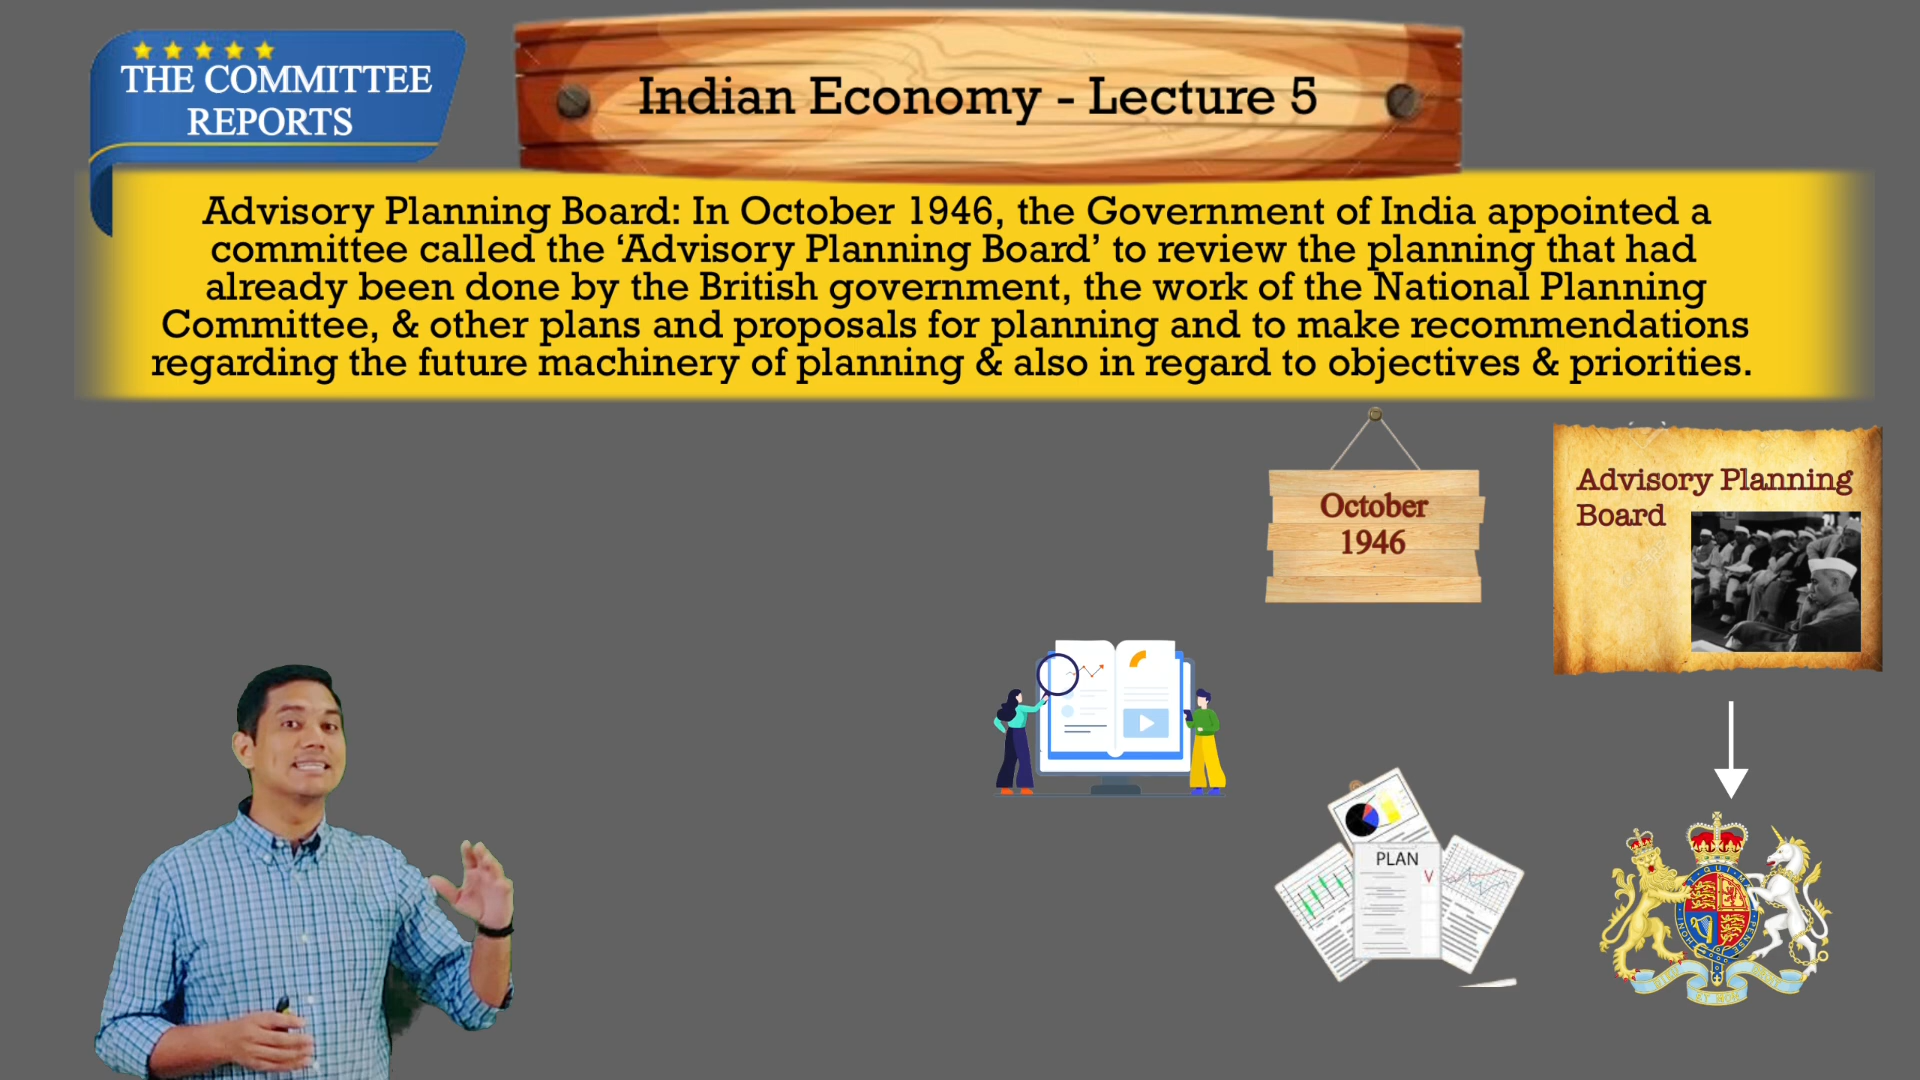 THE COMMITTEE
REPORTS
Indian Economy - Lecture 5
Advisory Planning Board: In October 1946, the Government of India appointed a
committee called the ‘Advisory Planning Board’ to review the planning that had
already been done by the British government, the work of the National Planning
Committee, & other plans and proposals for planning and to make recommendations
regarding the future machinery of planning & also in regard to objectives & priorities.
October
1946
Advisory Planning
Board
PLAN